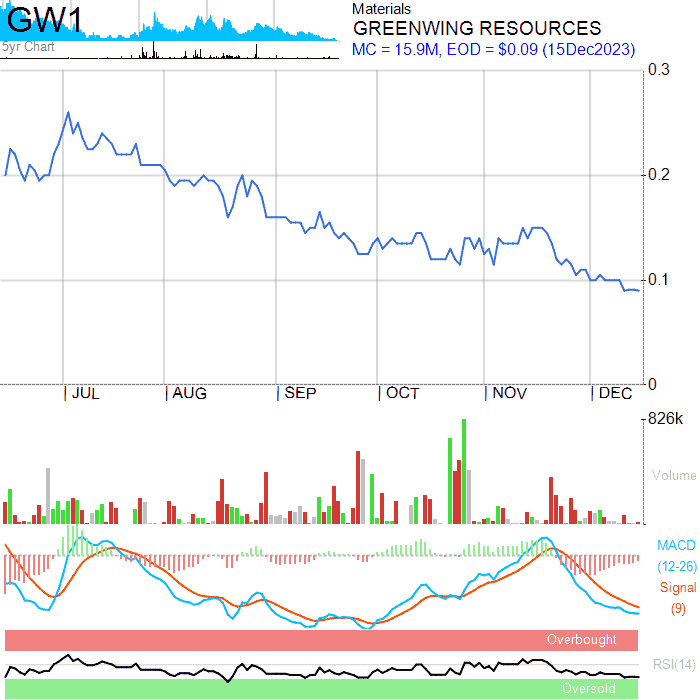 GW1
5yr Chart
Materials
GREENWING RESOURCES
MC = 15.9M, EOD = $0.09 (15Dec2023)
0.3
0.2
0.1
0
JUL
AUG
SEP
OCT
NOV
DEC
826k
Volume
MACD
(12-26)
Signal
(9)
Overbought
RSI(14)
Oversold